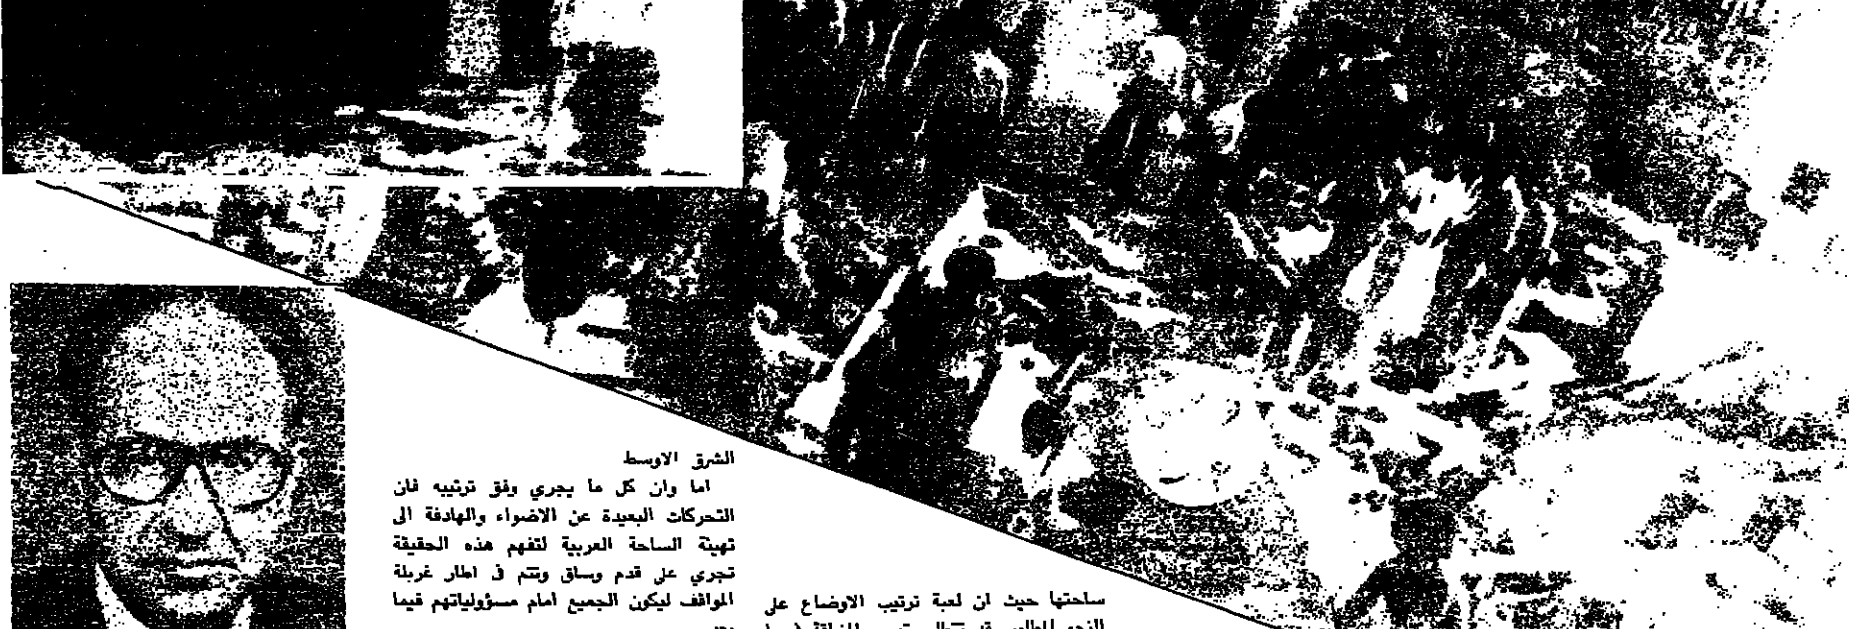 ساحتها حيث ان لعبة ترتيب الاوضاع على
الشرق الاوسط
اما وان كل ما يجري وفق ترتيبه فان
التحركات البعيدة عن الاضواء والهادفة الى
تهيئة الساحة العربية لتفهم هذه الحقيقة
تجري على قدم وساق وتتم في اطار غربلة
المواقف ليكون الجميع امام مسؤولياتهم فيما